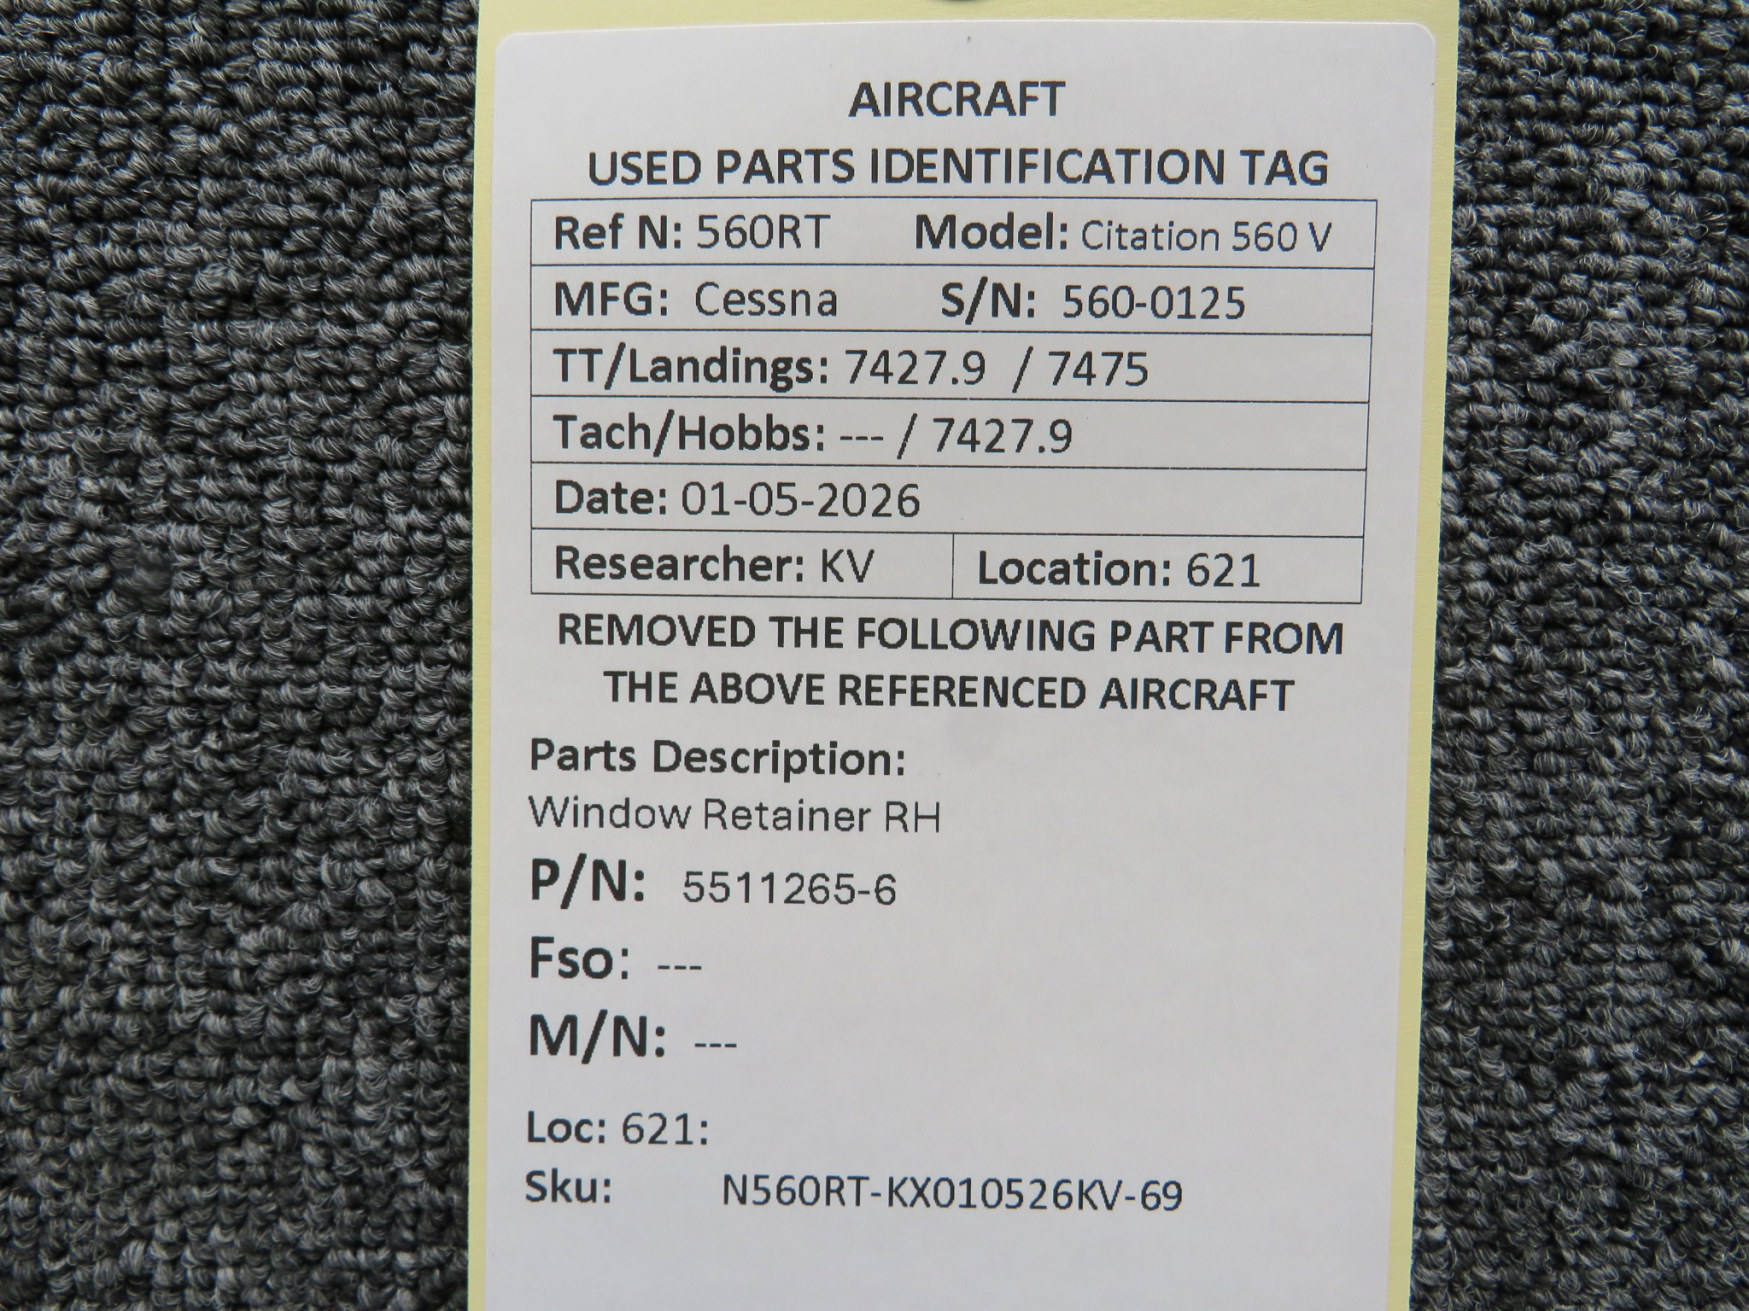 AIRCRAFT
USED PARTS IDENTIFICATION TAG
Ref N: 560RT Model: Citation 560 V
MFG: Cessna S/N: 560-0125
TT/Landings: 7427.9 / 7475
Tach/Hobbs: --- / 7427.9
Date: 01-05-2026
Researcher: KV Location: 621
REMOVED THE FOLLOWING PART FROM
THE ABOVE REFERENCED AIRCRAFT
Parts Description:
Window Retainer RH
P/N: 5511265-6
Fso: ---
M/N: ---
Loc: 621:
Sku: N560RT-KX010526KV-69